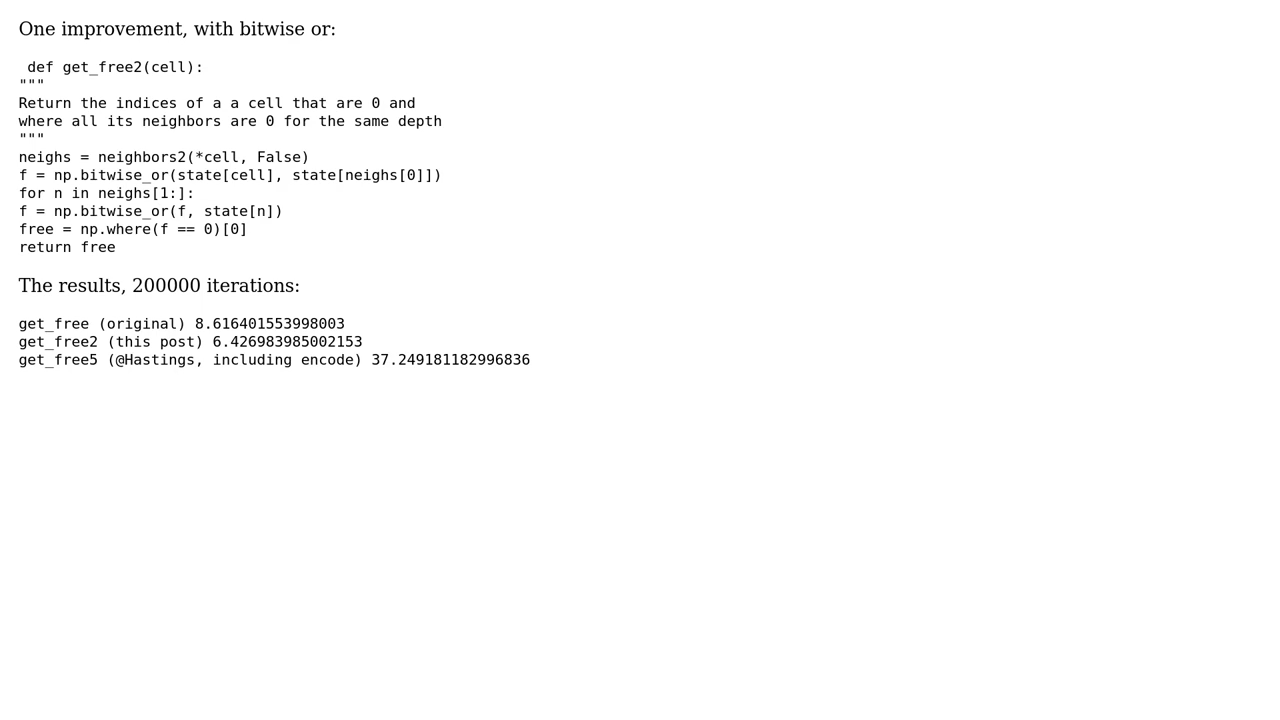 One improvement, with bitwise or:
def get_free2(cell):
"""
Return the indices of a a cell that are 0 and
where all its neighbors are 0 for the same depth
"""
neighs = neighbors2(*cell, False)
f = np.bitwise_or(state[cell], state[neighs[0]])
for n in neighs[1:]:
f = np.bitwise_or(f, state[n])
free = np.where(f == 0)[0]
return free
The results, 200000 iterations:
get_free (original) 8.616401553998003
get_free2 (this post) 6.426983985002153
get_free5 (@Hastings, including encode) 37.249181182996836